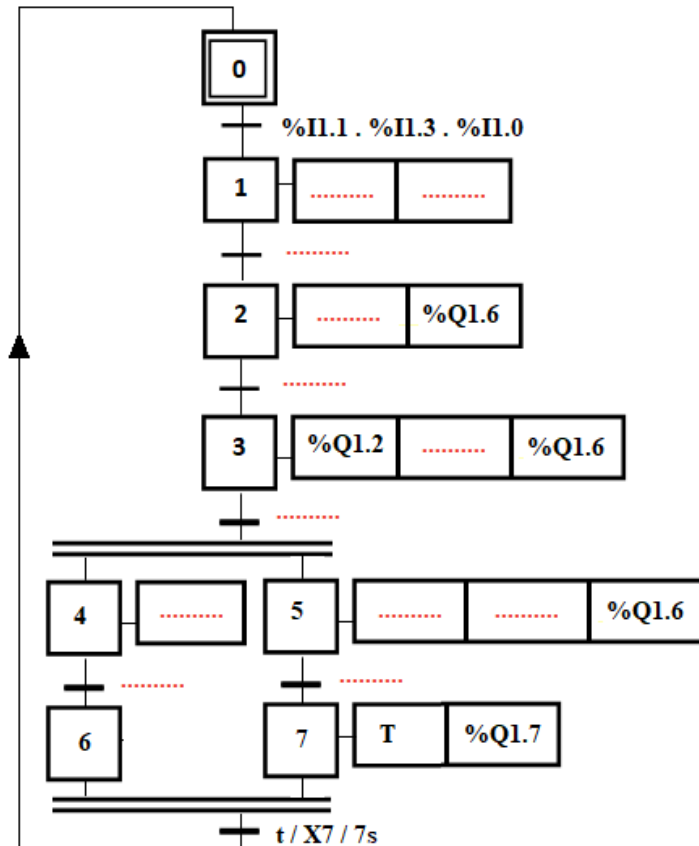 0
%I1.1 . %I1.3 . %I1.0
1 .......... ..........
..........
2 .......... %Q1.6
..........
3 %Q1.2 .......... %Q1.6
..........
4 .......... 5 .......... .......... %Q1.6
.......... ..........
6 7 T %Q1.7
t / X7 / 7s